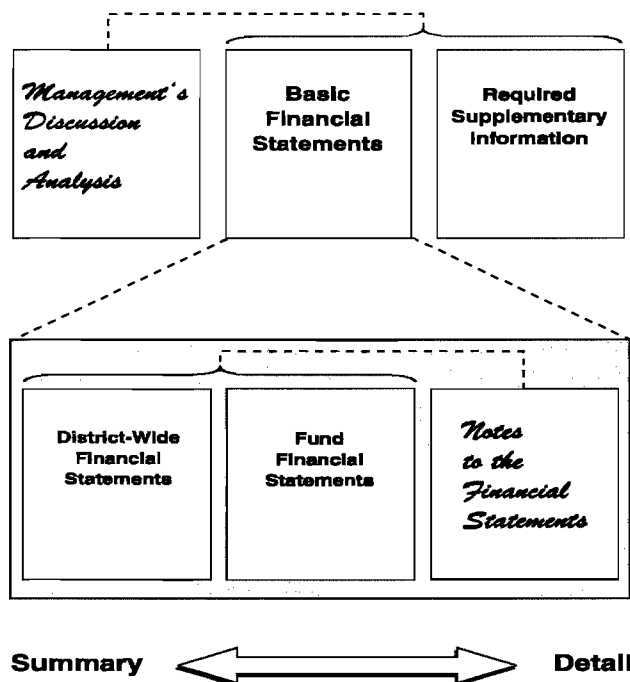 Management's
Discussion
and
Analysis
Basic
Financial
Statements
Required
Supplementary
Information
District-Wide
Financial
Statements
Fund
Financial
Statements
Notes
to the
Financial
Statements
Summary
Detail